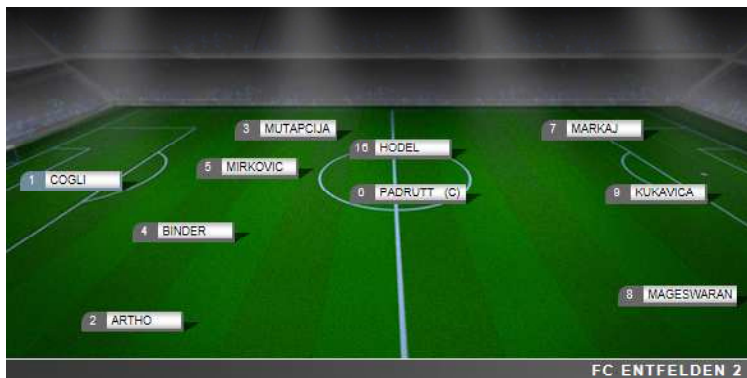 3 MUTAPCIJA
7 MARKAJ
16 HODEL
5 MIRKOVIC
1 COGLI
0 PADRUTT (C)
9 KUKAVICA
4 BINDER
8 MAGESWARAN
2 ARTHO
FC ENTFELDEN 2